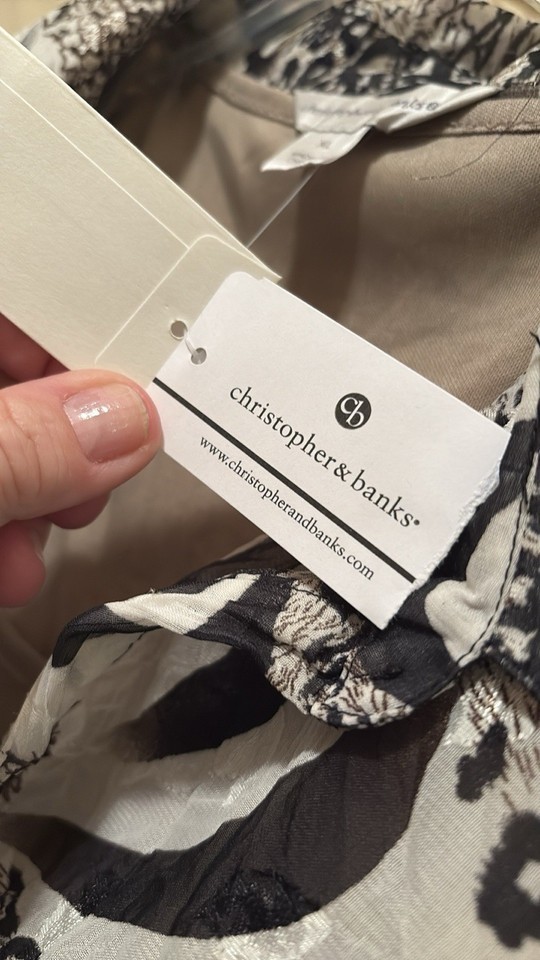 cb
christopher & banks®
www.christopherandbanks.com